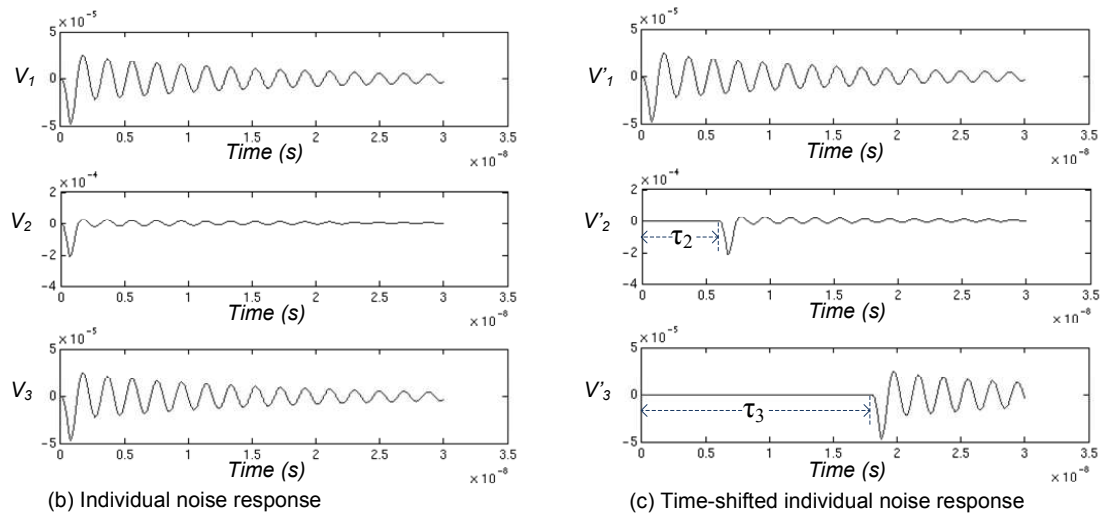 ×10⁻⁵
5
V₁
0
-5
0 0.5 1 1.5 2 2.5 3 3.5
Time (s)
×10⁻⁸
×10⁻⁴
2
V₂
0
-2
-4
0 0.5 1 1.5 2 2.5 3 3.5
Time (s)
×10⁻⁸
×10⁻⁵
5
V₃
0
-5
0 0.5 1 1.5 2 2.5 3 3.5
Time (s)
×10⁻⁸
(b) Individual noise response
×10⁻⁵
5
V'₁
0
-5
0 0.5 1 1.5 2 2.5 3 3.5
Time (s)
×10⁻⁸
×10⁻⁴
2
V'₂
0
τ₂
-2
-4
0 0.5 1 1.5 2 2.5 3 3.5
Time (s)
×10⁻⁸
×10⁻⁵
5
V'₃
0
τ₃
-5
0 0.5 1 1.5 2 2.5 3 3.5
Time (s)
×10⁻⁸
(c) Time-shifted individual noise response